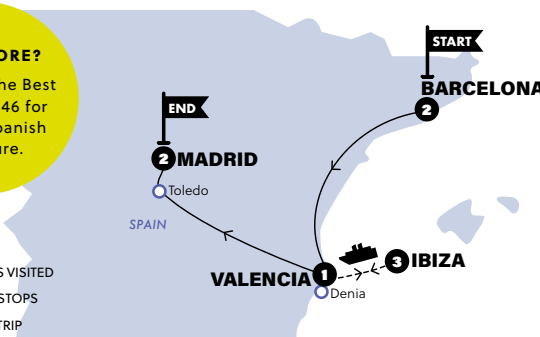 ORE?
he Best
46 for
panish
re.
START
BARCELONA
2
END
2 MADRID
Toledo
SPAIN
3 IBIZA
VALENCIA 1
Denia
S VISITED
STOPS
TRIP